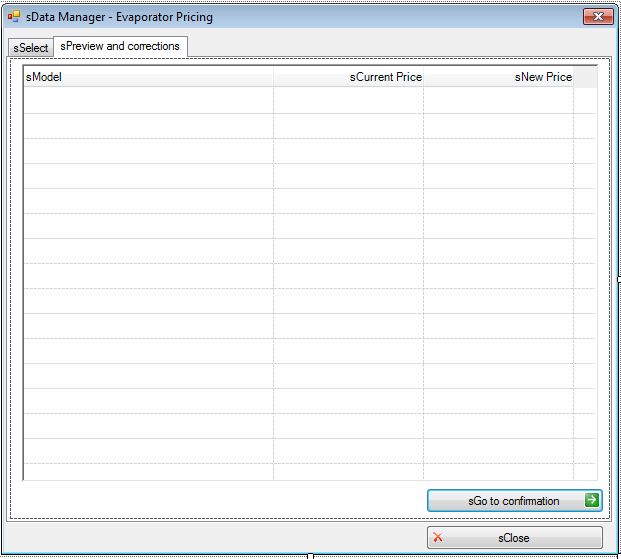 sData Manager - Evaporator Pricing
sSelect sPreview and corrections
sModel sCurrent Price sNew Price
sGo to confirmation
sClose